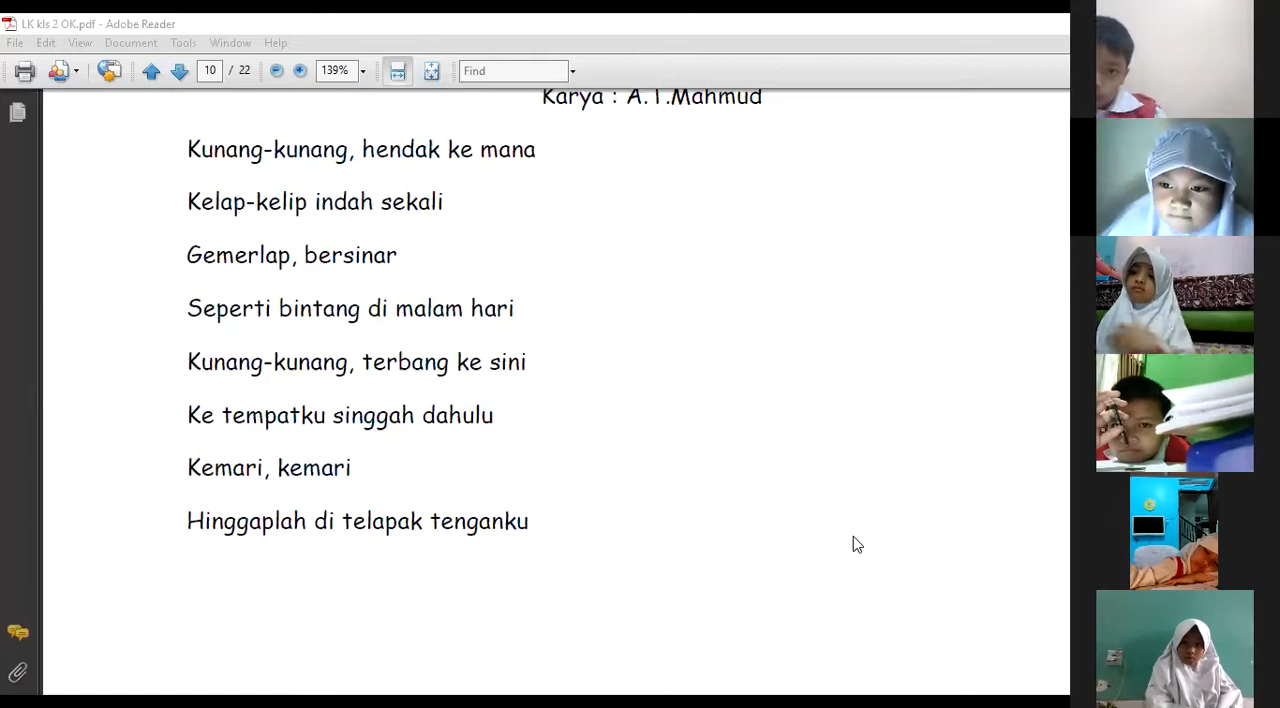 LK kls 2 OK.pdf - Adobe Reader
File Edit View Document Tools Window Help
10 / 22 139% Find
Karya : A.T.Mahmud
Kunang-kunang, hendak ke mana
Kelap-kelip indah sekali
Gemerlap, bersinar
Seperti bintang di malam hari
Kunang-kunang, terbang ke sini
Ke tempatku singgah dahulu
Kemari, kemari
Hinggaplah di telapak tenganku